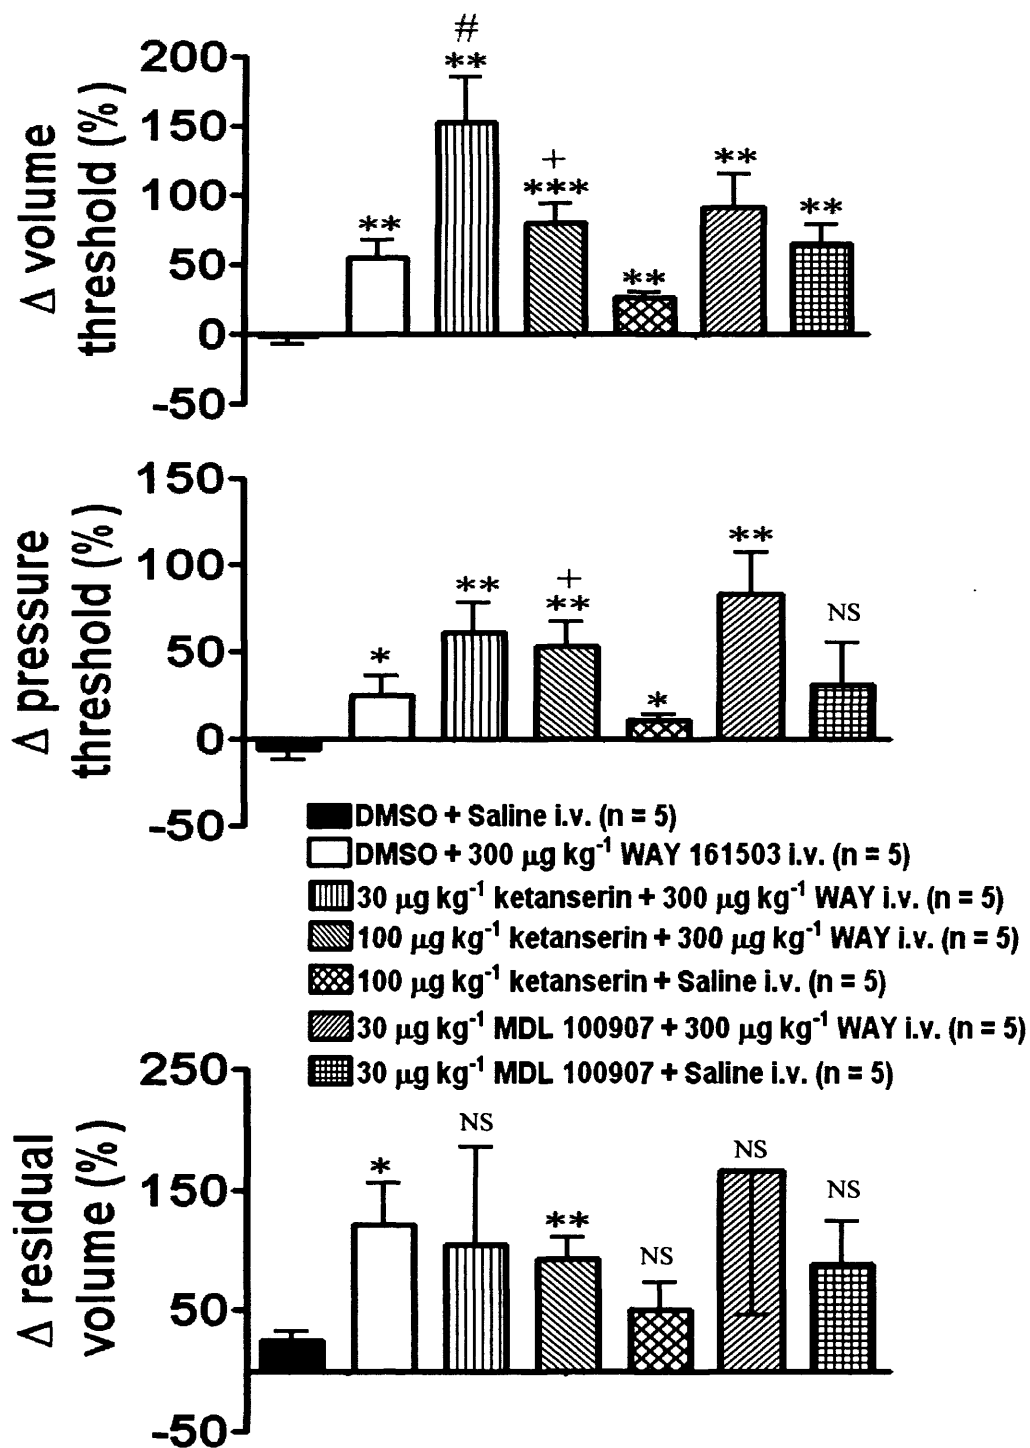 #
200
**
150
+
**
Δ volume
threshold (%)
100
***
**
**
50
**
0
-50
150
**
Δ pressure
threshold (%)
100
+
**
**
NS
50
*
*
0
-50
DMSO + Saline i.v. (n = 5)
DMSO + 300 µg kg⁻¹ WAY 161503 i.v. (n = 5)
30 µg kg⁻¹ ketanserin + 300 µg kg⁻¹ WAY i.v. (n = 5)
100 µg kg⁻¹ ketanserin + 300 µg kg⁻¹ WAY i.v. (n = 5)
100 µg kg⁻¹ ketanserin + Saline i.v. (n = 5)
30 µg kg⁻¹ MDL 100907 + 300 µg kg⁻¹ WAY i.v. (n = 5)
30 µg kg⁻¹ MDL 100907 + Saline i.v. (n = 5)
250
NS
NS
*
Δ residual
volume (%)
150
NS
**
NS
50
-50